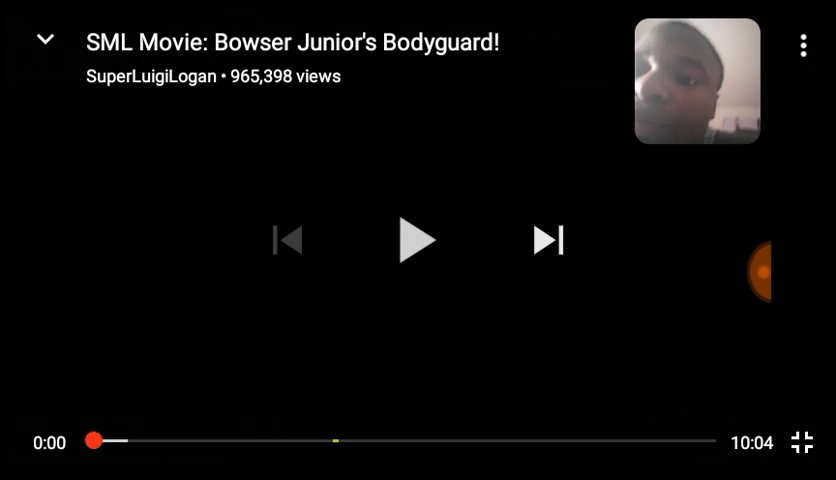 SML Movie: Bowser Junior's Bodyguard!
SuperLuigiLogan • 965,398 views
0:00
10:04